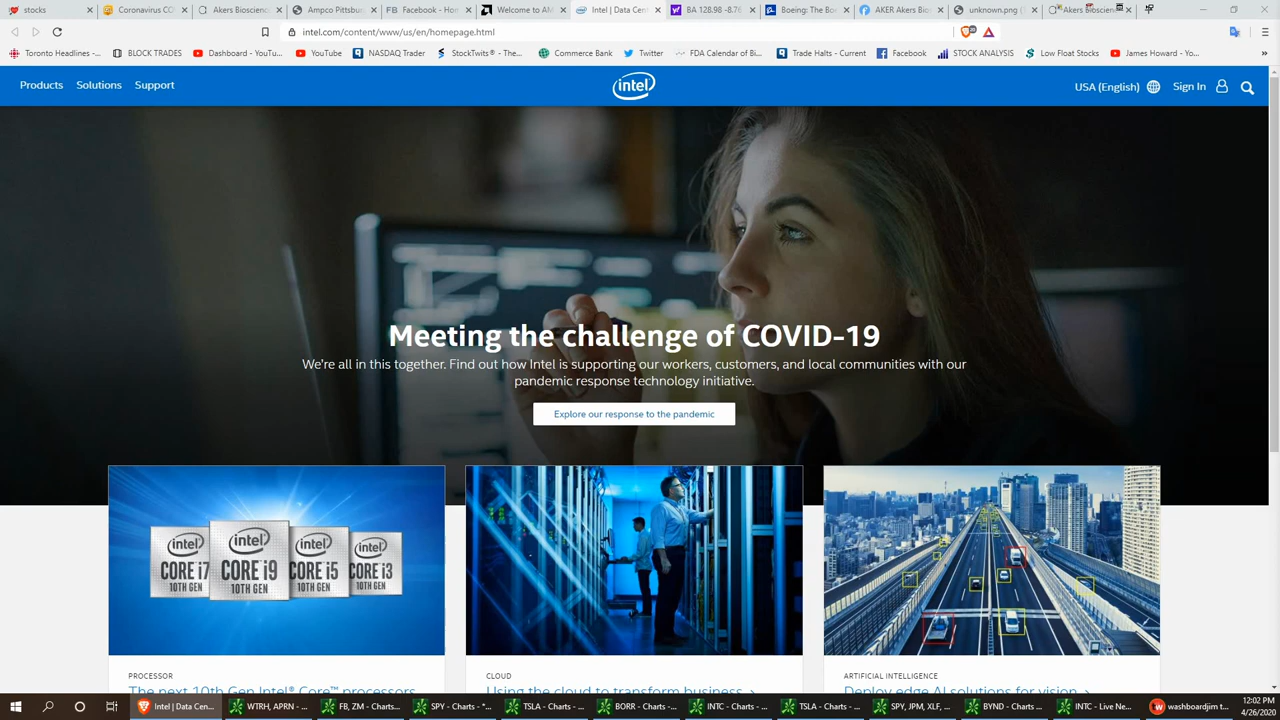 stocks
Coronavirus CO
Akers Bioscienc
Ampco Pittsburg
Facebook - Hom
Welcome to AM
Intel | Data Cent
BA 128.98 -8.76
Boeing: The Bo
AKER Akers Bio
unknown.png (
Akers Bioscienc
intel.com/content/www/us/en/homepage.html
Toronto Headlines -...
BLOCK TRADES
Dashboard - YouTu...
YouTube
NASDAQ Trader
StockTwits® - The...
Commerce Bank
Twitter
FDA Calendar of Bi...
Trade Halts - Current
Facebook
STOCK ANALYSIS
Low Float Stocks
James Howard - Yo...
Products
Solutions
Support
intel
USA (English)
Sign In
Meeting the challenge of COVID-19
We're all in this together. Find out how Intel is supporting our workers, customers, and local communities with our
pandemic response technology initiative.
Explore our response to the pandemic
intel CORE i7 10TH GEN
intel CORE i9 10TH GEN
intel CORE i5 10TH GEN
intel CORE i3 10TH GEN
PROCESSOR
The next 10th Gen Intel® Core™ processors
CLOUD
Using the cloud to transform business
ARTIFICIAL INTELLIGENCE
Deploy edge AI solutions for vision
Intel | Data Cen...
WTRH, APRN - ...
FB, ZM - Charts...
SPY - Charts - *...
TSLA - Charts - ...
BORR - Charts -...
INTC - Charts - ...
TSLA - Charts - ...
SPY, JPM, XLF, ...
BYND - Charts ...
INTC - Live Ne...
washboardjim t...
12:02 PM
4/26/2020